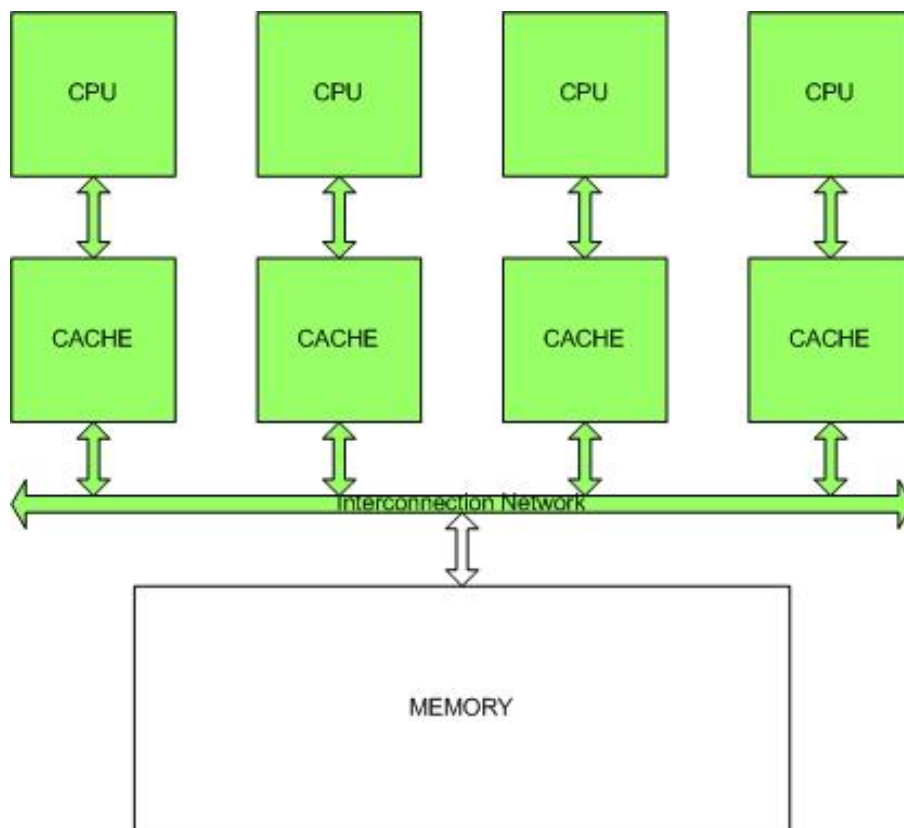 CPU
CPU
CPU
CPU
CACHE
CACHE
CACHE
CACHE
Interconnection Network
MEMORY